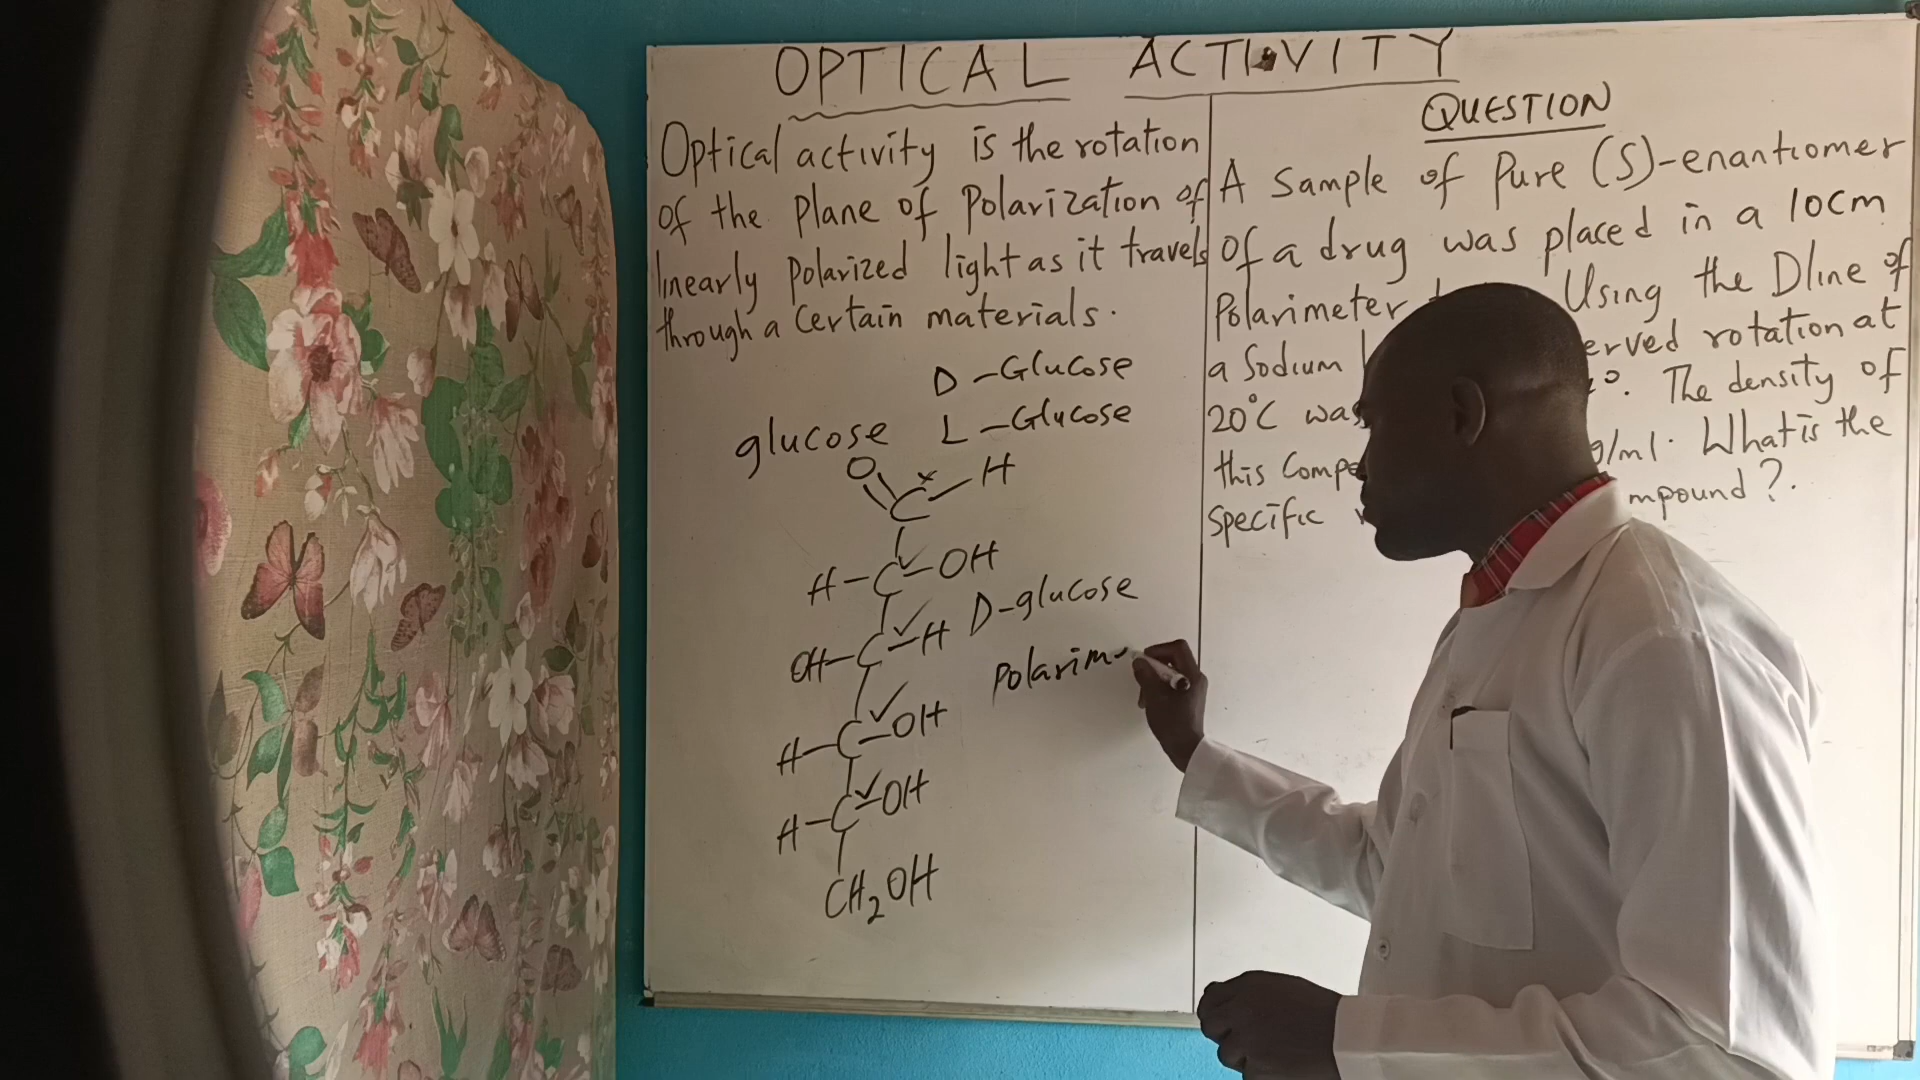 OPTICAL ACTIVITY
Optical activity is the rotation
of the plane of Polarization of
linearly Polarized light as it travels
through a Certain materials.
D - Glucose
glucose L - Glucose
O C x H
H - C - OH
OH - C - H D-glucose
Polarim
H - C - OH
H - C - OH
CH2OH
QUESTION
A Sample of Pure (S)-enantiomer
of a drug was placed in a 10cm
Polarimeter Using the Dline of
a Sodium rotation at
20°C was The density of
this g/ml. What is the
Specific